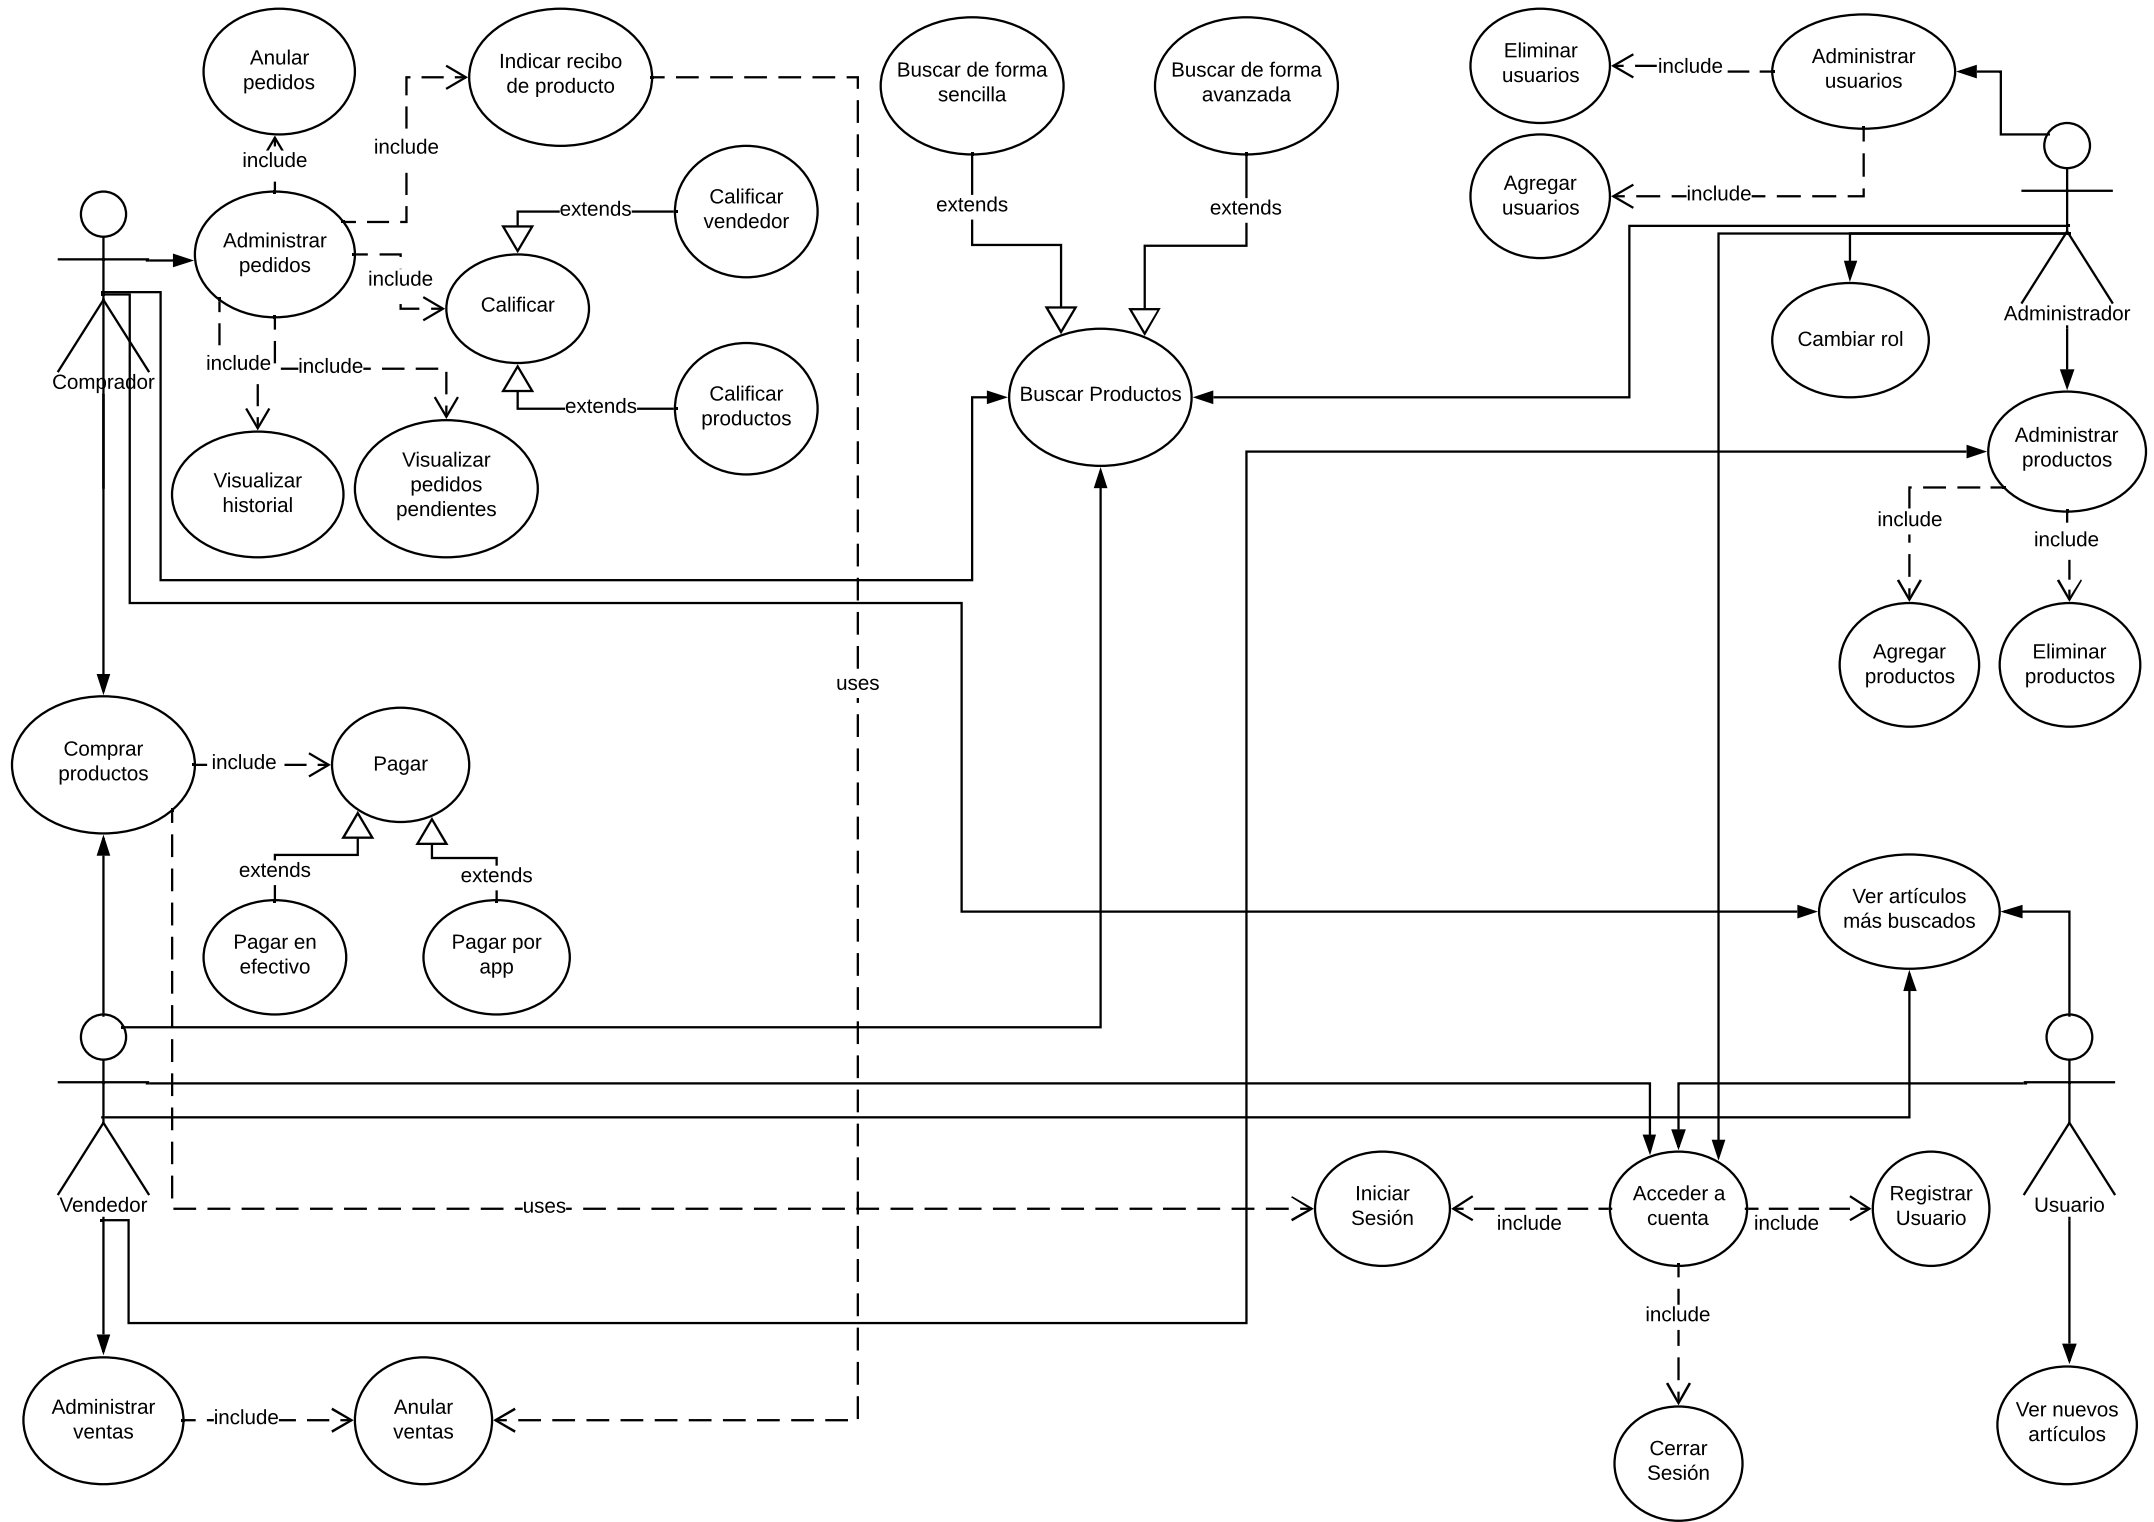 Anular
pedidos
Indicar recibo
de producto
Buscar de forma
sencilla
Buscar de forma
avanzada
Eliminar
usuarios
include
Administrar
usuarios
include
include
Calificar
vendedor
extends
extends
extends
Agregar
usuarios
include
Administrar
pedidos
include
Calificar
Administrador
Cambiar rol
include
include
Comprador
extends
Calificar
productos
Buscar Productos
Administrar
productos
Visualizar
historial
Visualizar
pedidos
pendientes
include
include
Agregar
productos
Eliminar
productos
uses
Comprar
productos
include
Pagar
extends
extends
Pagar en
efectivo
Pagar por
app
Ver artículos
más buscados
Vendedor
uses
Iniciar
Sesión
include
Acceder a
cuenta
include
Registrar
Usuario
Usuario
include
Administrar
ventas
include
Anular
ventas
Cerrar
Sesión
Ver nuevos
artículos